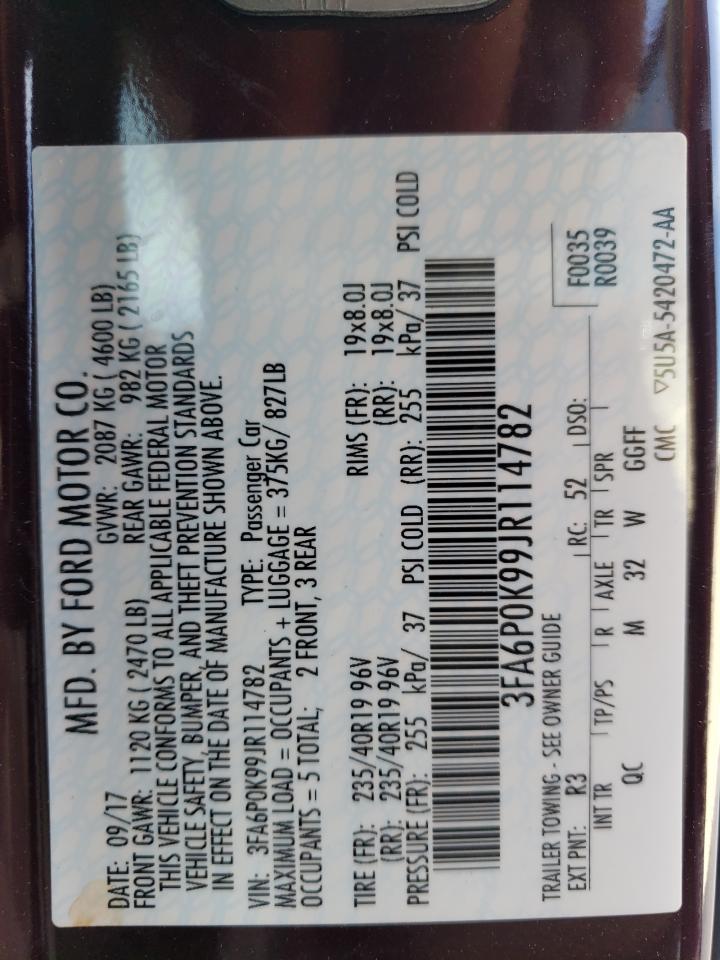 MFD. BY FORD MOTOR CO.
DATE: 09/17 GVWR: 2087 KG ( 4600 LB)
FRONT GAWR: 1120 KG ( 2470 LB) REAR GAWR: 982 KG ( 2165 LB)
THIS VEHICLE CONFORMS TO ALL APPLICABLE FEDERAL MOTOR
VEHICLE SAFETY, BUMPER, AND THEFT PREVENTION STANDARDS
IN EFFECT ON THE DATE OF MANUFACTURE SHOWN ABOVE.
VIN: 3FA6P0K99JR114782 TYPE: Passenger Car
MAXIMUM LOAD = OCCUPANTS + LUGGAGE = 375KG/ 827LB
OCCUPANTS = 5 TOTAL; 2 FRONT, 3 REAR
TIRE (FR): 235/40R19 96V RIMS (FR): 19x8.0J
(RR): 235/40R19 96V (RR): 19x8.0J
PRESSURE (FR): 255 kPa/ 37 PSI COLD (RR): 255 kPa/ 37 PSI COLD
3FA6P0K99JR114782
TRAILER TOWING - SEE OWNER GUIDE F0035
EXT PNT: R3 RC: 52 DSO: R0039
INT TR TP/PS R AXLE TR SPR
QC M 32 W GGFF
CMC ▽5U5A-5420472-AA